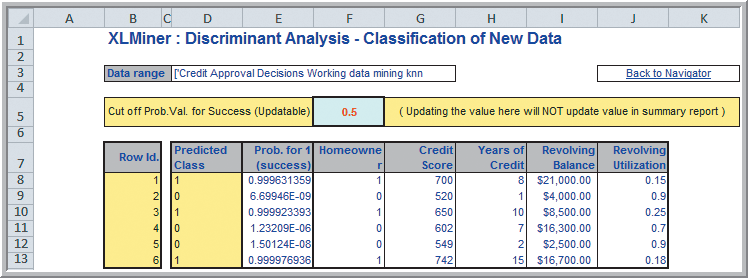 A B C D E F G H I J K
1 XLMiner : Discriminant Analysis - Classification of New Data
2
3 Data range ['Credit Approval Decisions Working data mining knn Back to Navigator
4
5 Cut off Prob.Val. for Success (Updatable) 0.5 ( Updating the value here will NOT update value in summary report )
6
Predicted Prob. for 1 Homeowne Credit Years of Revolving Revolving
7 Row Id. Class (success) r Score Credit Balance Utilization
8 1 1 0.999631359 1 700 8 $21,000.00 0.15
9 2 0 6.69946E-09 0 520 1 $4,000.00 0.9
10 3 1 0.999923393 1 650 10 $8,500.00 0.25
11 4 0 1.23209E-06 0 602 7 $16,300.00 0.7
12 5 0 1.50124E-08 0 549 2 $2,500.00 0.9
13 6 1 0.999976936 1 742 15 $16,700.00 0.18